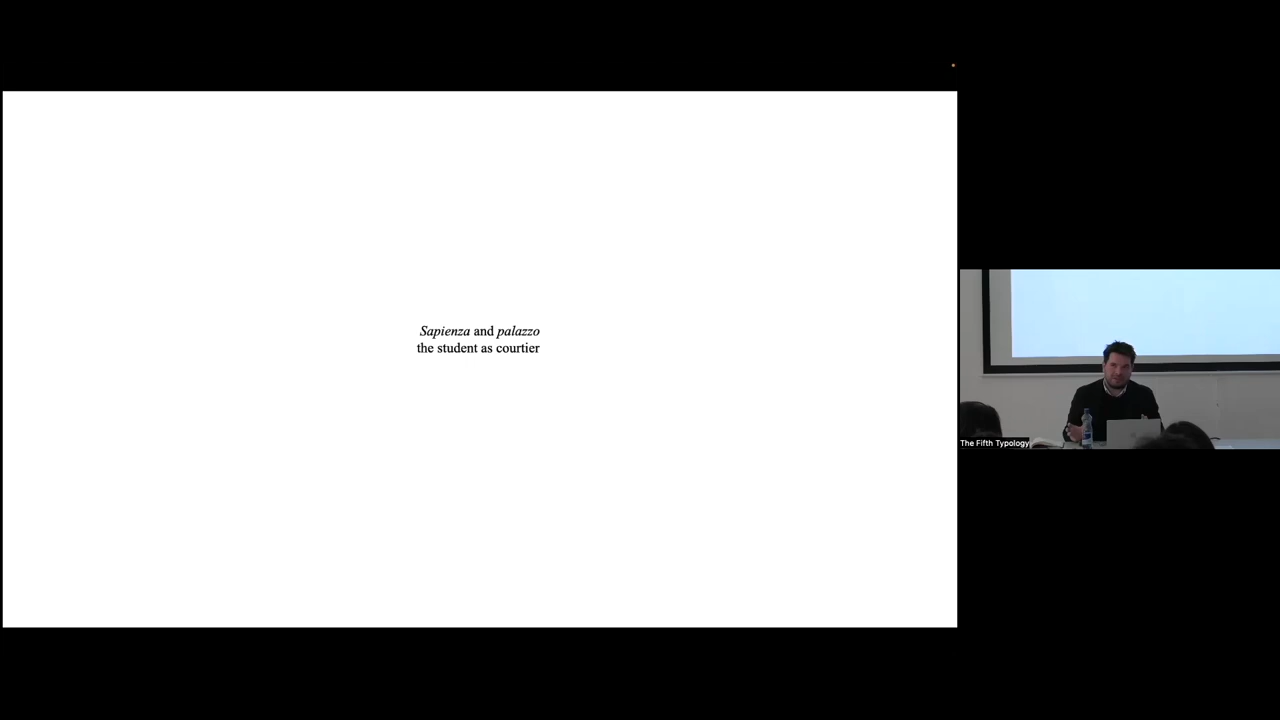 Sapienza and palazzo
the student as courtier
The Fifth Typology